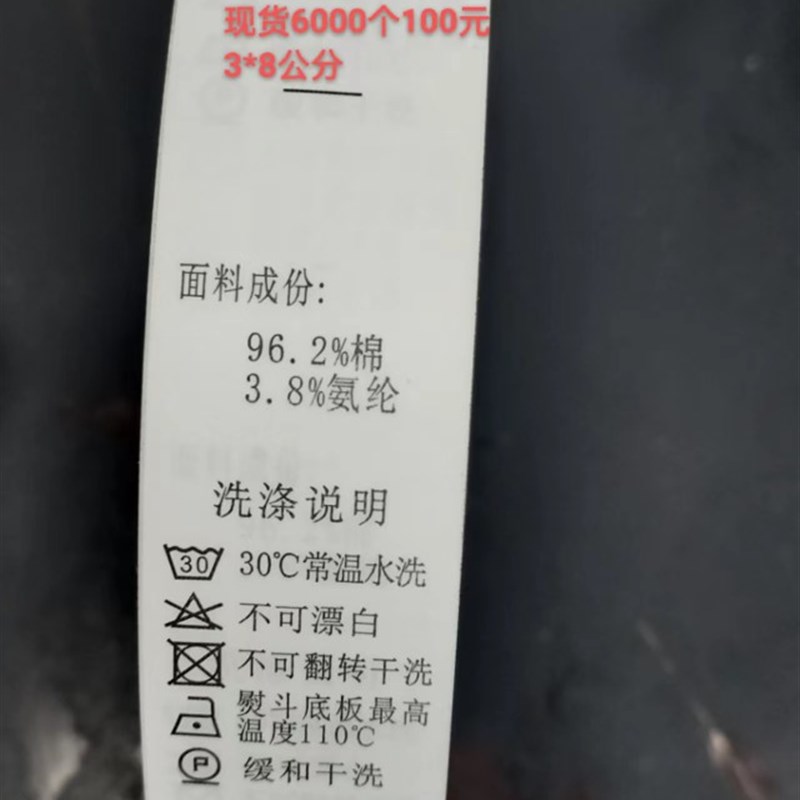 现货6000个100元
3*8公分
面料成份:
96.2%棉
3.8%氨纶
洗涤说明
30
30℃常温水洗
不可漂白
不可翻转干洗
熨斗底板最高
温度110℃
P
缓和干洗